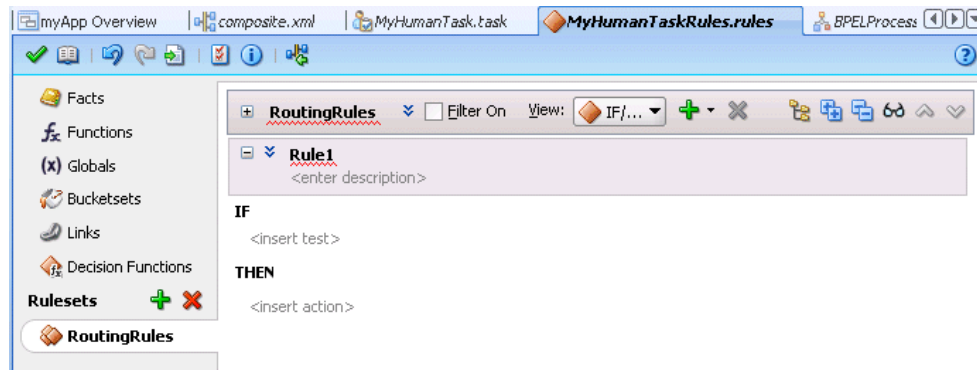 myApp Overview composite.xml MyHumanTask.task MyHumanTaskRules.rules BPELProcess
Facts
Functions
Globals
Bucketsets
Links
Decision Functions
Rulesets
RoutingRules
RoutingRules Filter On View: IF/...
Rule1
<enter description>
IF
<insert test>
THEN
<insert action>